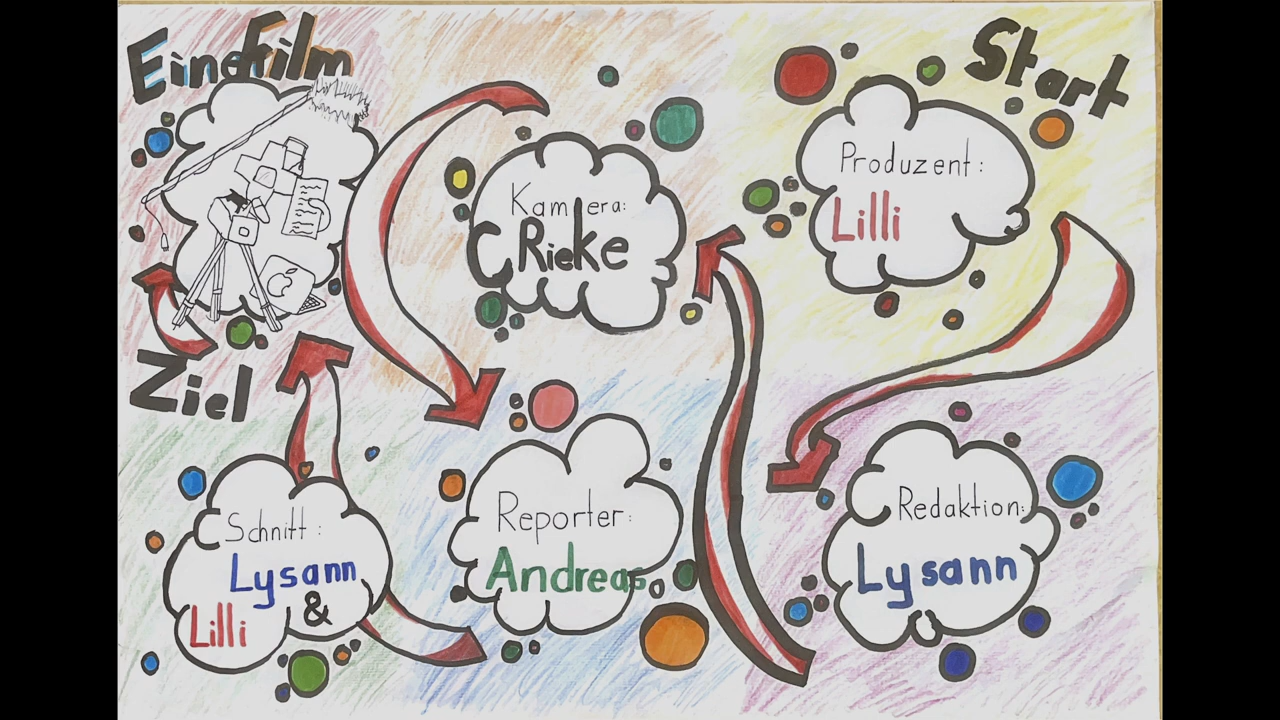 Start
Produzent:
Lilli
Redaktion:
Lysann
Kamera:
Rieke
Reporter:
Andreas
Schnitt:
Lysann
&
Lilli
Ziel
Ein
Film